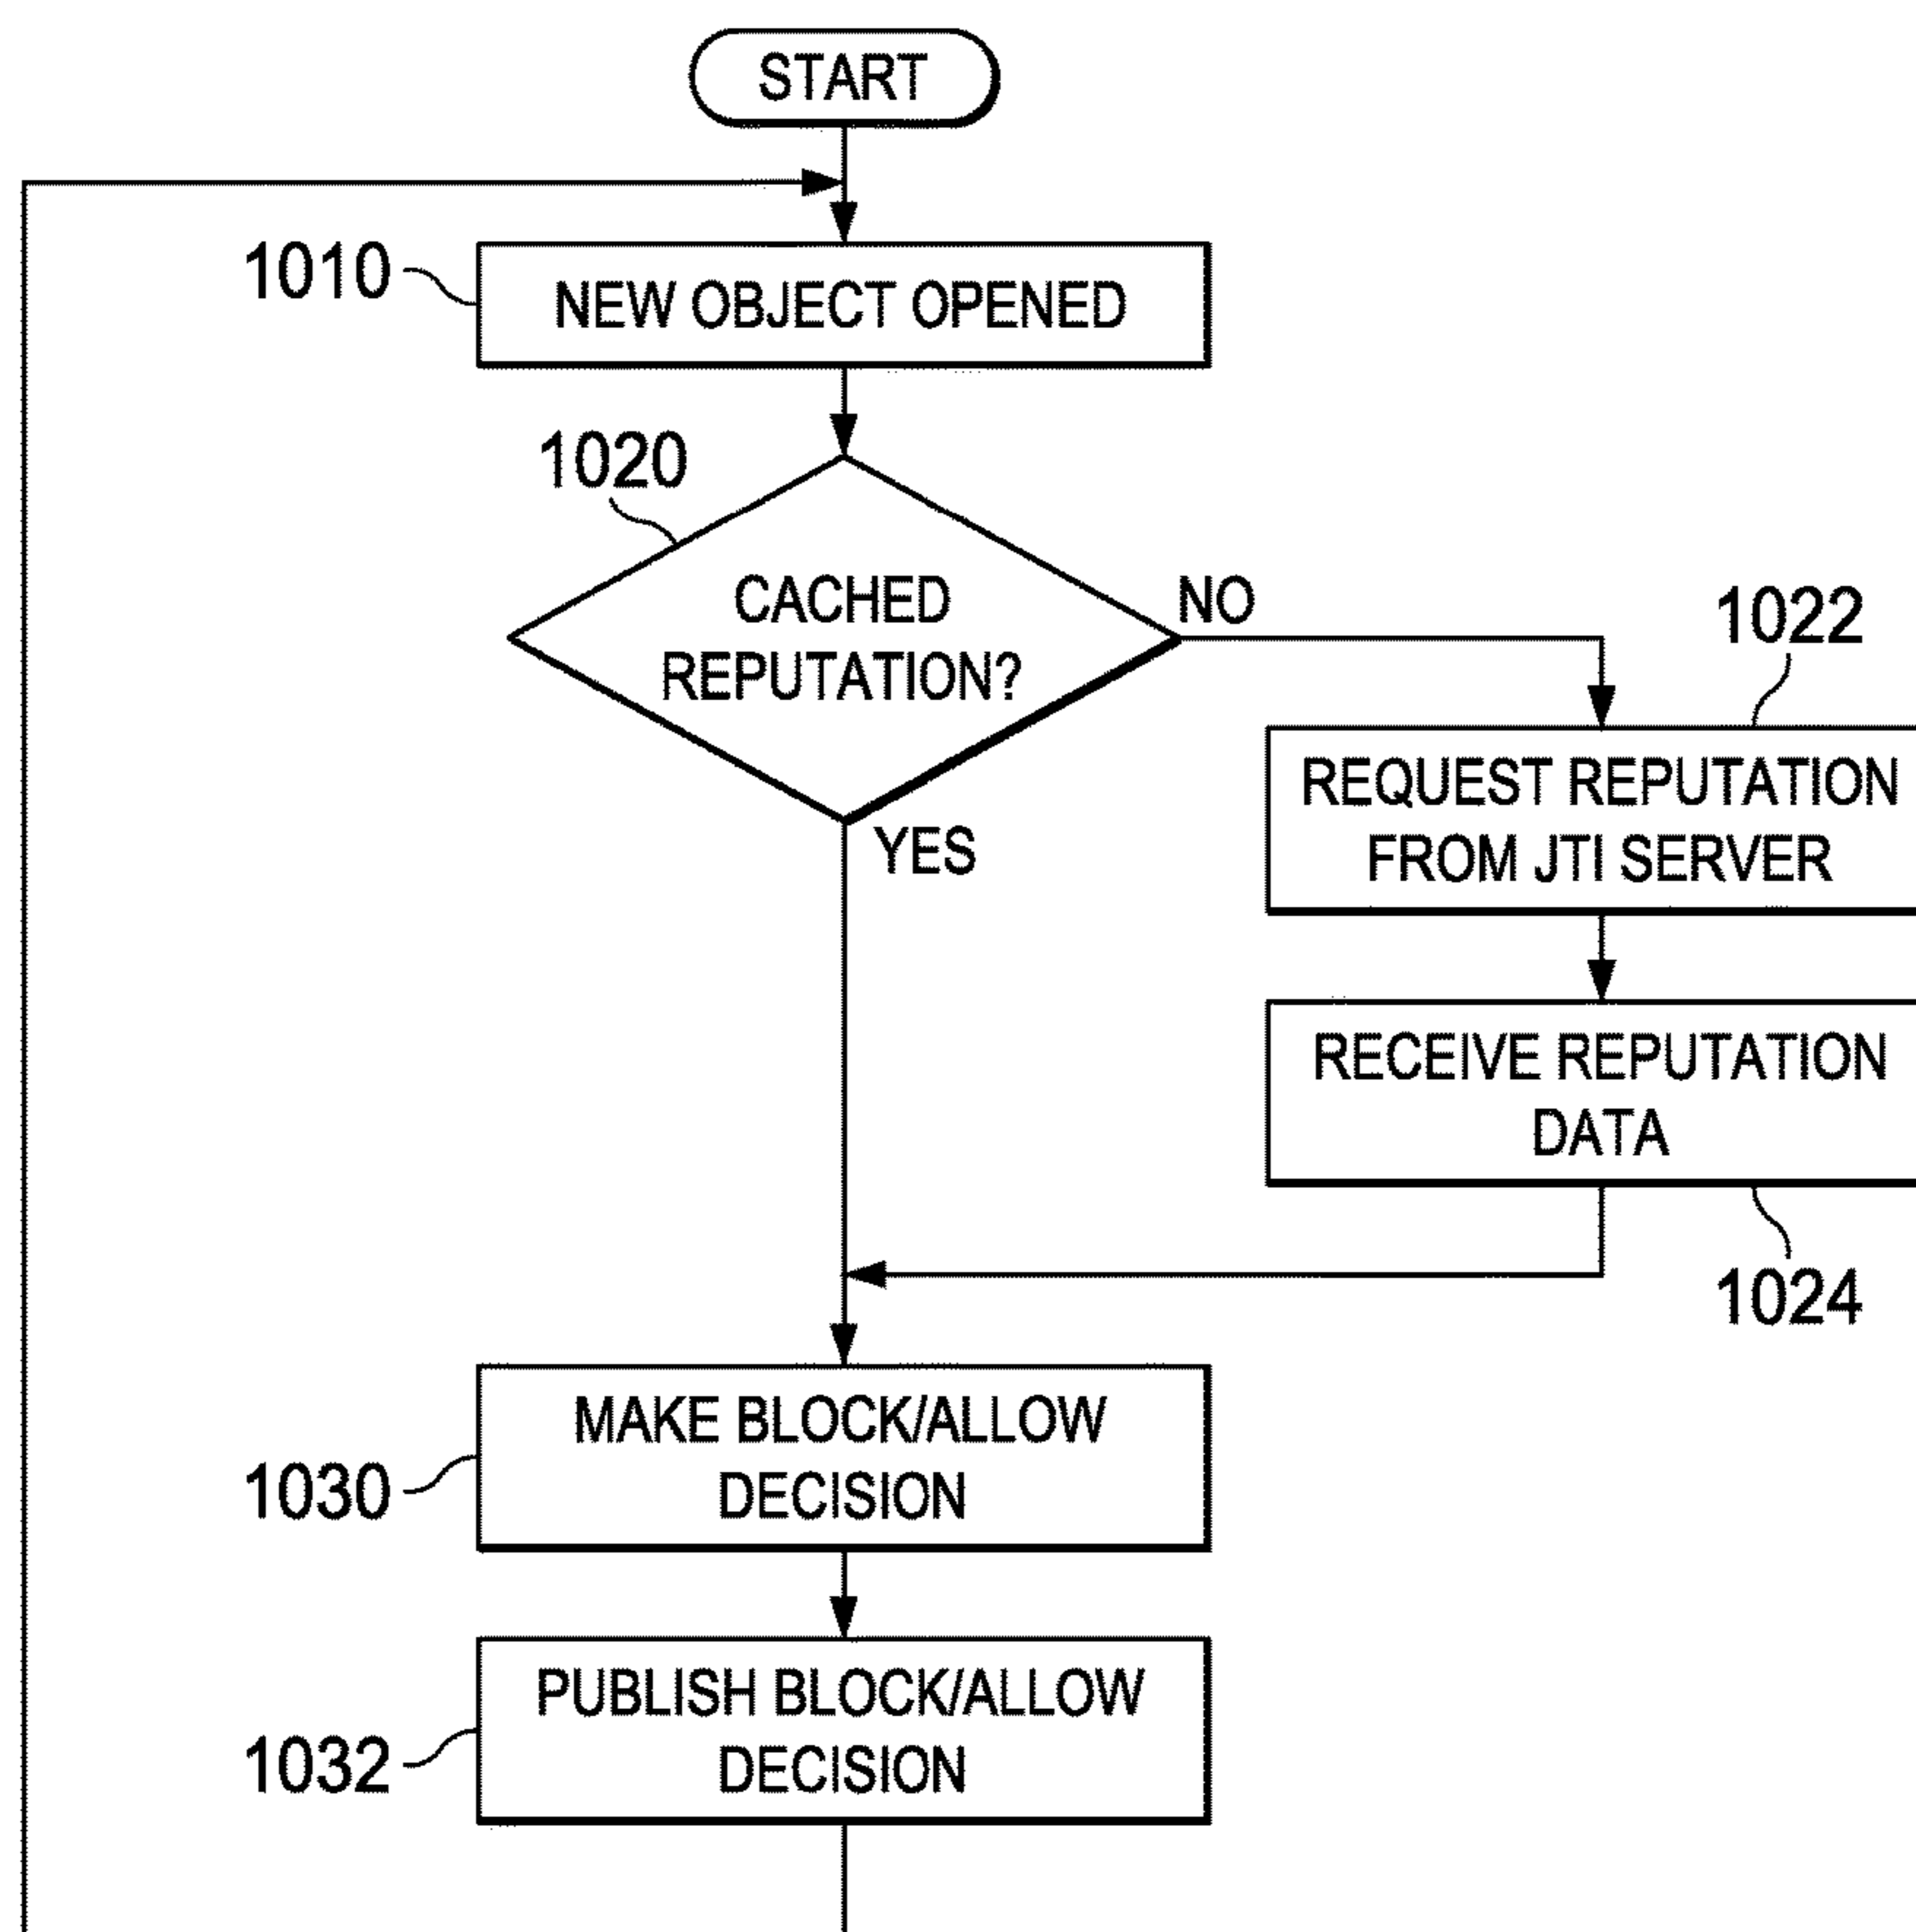 START
1010
NEW OBJECT OPENED
1020
CACHED
REPUTATION?
NO
YES
1022
REQUEST REPUTATION
FROM JTI SERVER
RECEIVE REPUTATION
DATA
1024
MAKE BLOCK/ALLOW
DECISION
1030
PUBLISH BLOCK/ALLOW
DECISION
1032